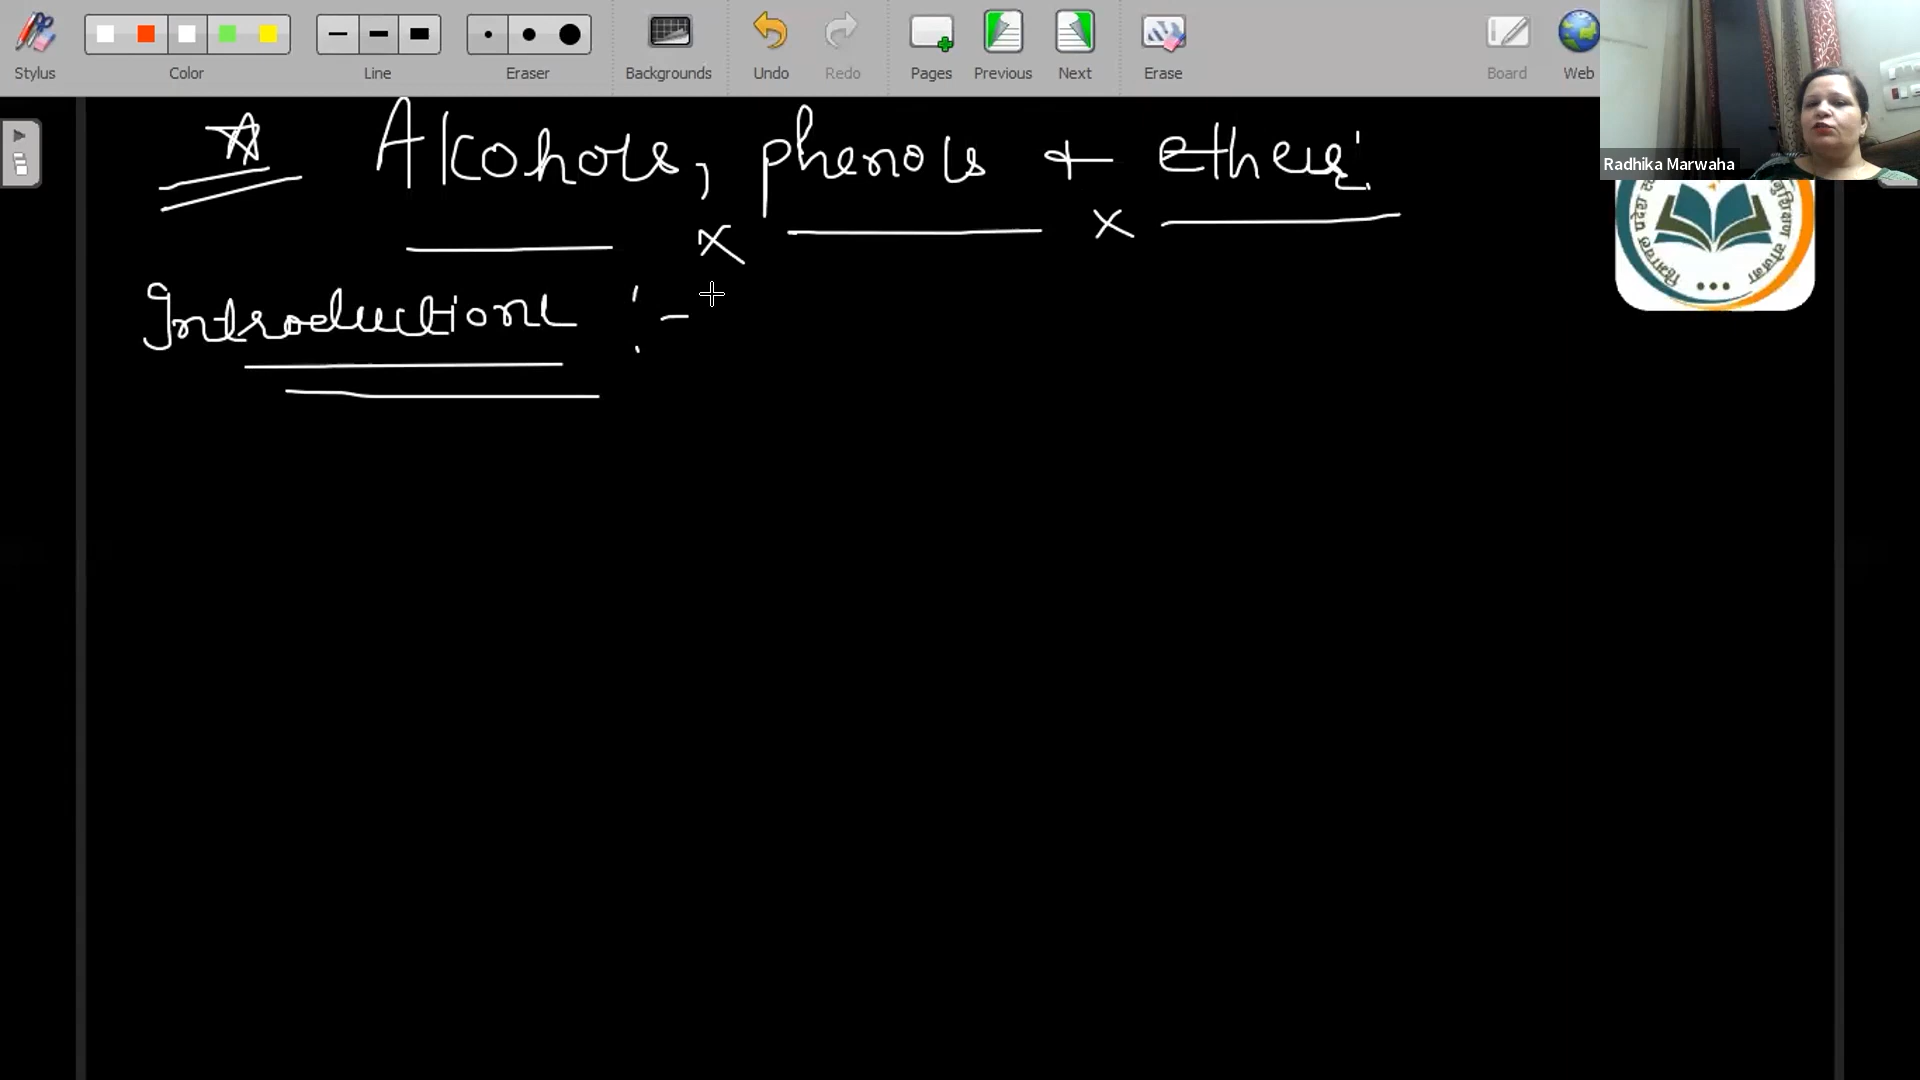 Stylus Color Line Eraser Backgrounds Undo Redo Pages Previous Next Erase Board Web
Radhika Marwaha
☆ Alcohols, phenols + ethers
x x
Introduction :-